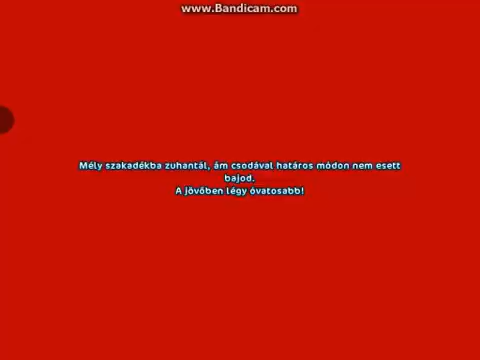 www.Bandicam.com
Mély szakadékba zuhantál, ám csodával határos módon nem esett
bajod.
A jövőben légy óvatosabb!